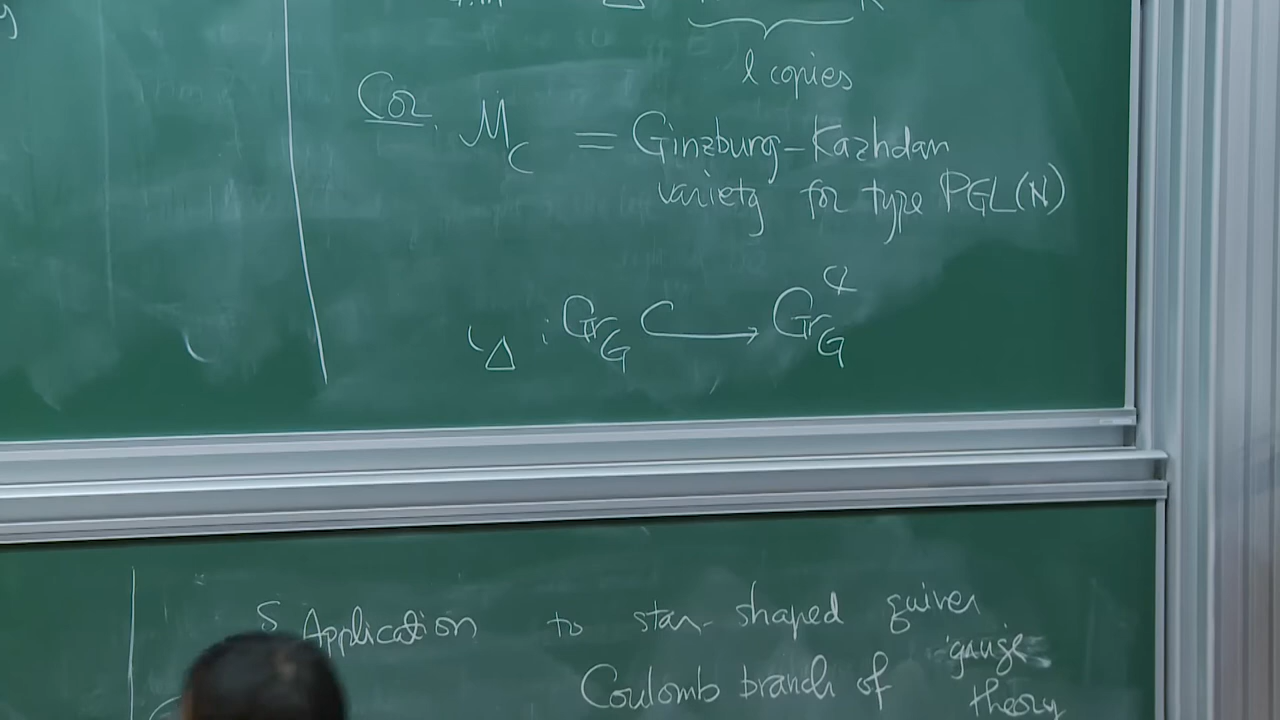 l copies
Cor. M_C = Ginzburg-Kazhdan
variety for type PGL(N)
ι_Δ : Gr_G ↪ Gr_G^l
§ Application to star-shaped quiver
gauge
Coulomb branch of theory